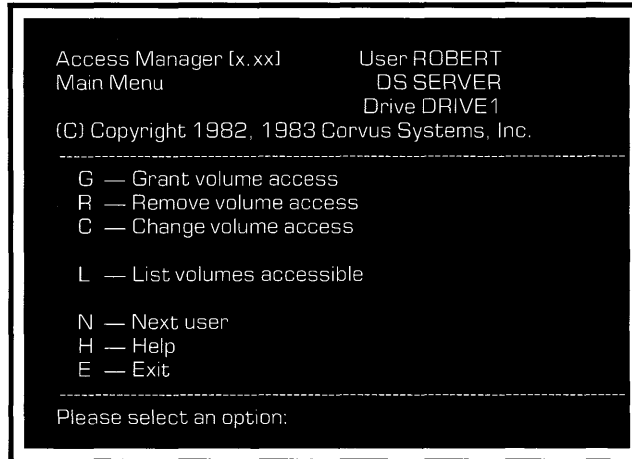 Access Manager [x.xx] User ROBERT
Main Menu DS SERVER
Drive DRIVE1
(C) Copyright 1982, 1983 Corvus Systems, Inc.
G — Grant volume access
R — Remove volume access
C — Change volume access
L — List volumes accessible
N — Next user
H — Help
E — Exit
Please select an option: